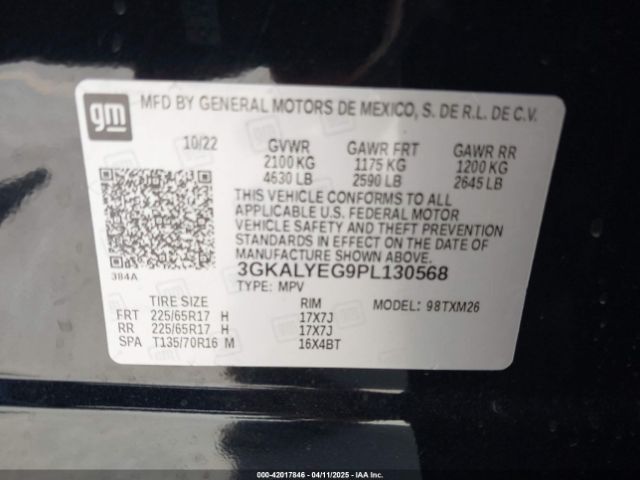 gm
MFD BY GENERAL MOTORS DE MEXICO, S. DE R.L. DE C.V.
10/22 GVWR GAWR FRT GAWR RR
2100 KG 1175 KG 1200 KG
4630 LB 2590 LB 2645 LB
THIS VEHICLE CONFORMS TO ALL
APPLICABLE U.S. FEDERAL MOTOR
VEHICLE SAFETY AND THEFT PREVENTION
STANDARDS IN EFFECT ON THE DATE OF
MANUFACTURE SHOWN ABOVE.
384A
3GKALYEG9PL130568
TYPE: MPV
TIRE SIZE RIM MODEL: 98TXM26
FRT 225/65R17 H 17X7J
RR 225/65R17 H 17X7J
SPA T135/70R16 M 16X4BT
000-42017846 - 04/11/2025 - IAA Inc.